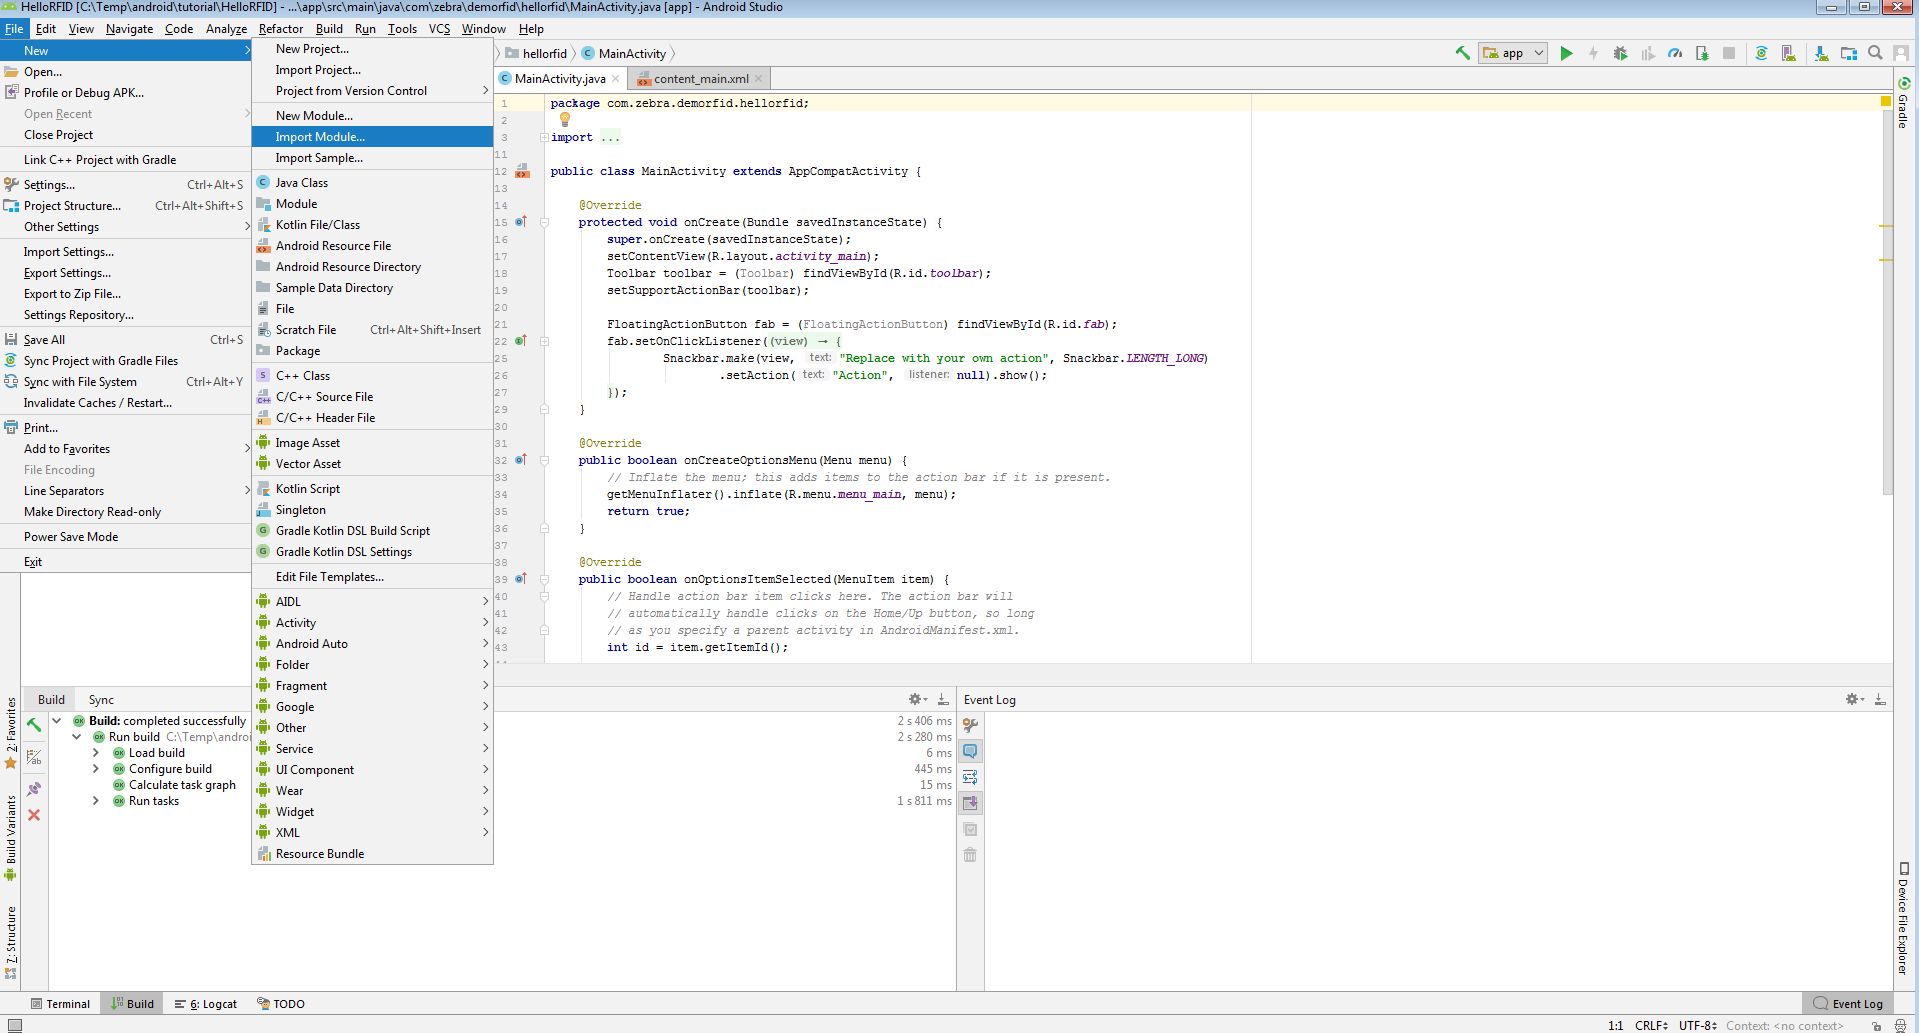 HelloRFID [C:\Temp\android\tutorial\HelloRFID] - ...\app\src\main\java\com\zebra\demorfid\hellorfid\MainActivity.java [app] - Android Studio
File Edit View Navigate Code Analyze Refactor Build Run Tools VCS Window Help
New
Open...
Profile or Debug APK...
Open Recent
Close Project
Link C++ Project with Gradle
Settings... Ctrl+Alt+S
Project Structure... Ctrl+Alt+Shift+S
Other Settings
Import Settings...
Export Settings...
Export to Zip File...
Settings Repository...
Save All Ctrl+S
Sync Project with Gradle Files
Sync with File System Ctrl+Alt+Y
Invalidate Caches / Restart...
Print...
Add to Favorites
File Encoding
Line Separators
Make Directory Read-only
Power Save Mode
Exit
New Project...
Import Project...
Project from Version Control
New Module...
Import Module...
Import Sample...
Java Class
Module
Kotlin File/Class
Android Resource File
Android Resource Directory
Sample Data Directory
File
Scratch File Ctrl+Alt+Shift+Insert
Package
C++ Class
C/C++ Source File
C/C++ Header File
Image Asset
Vector Asset
Kotlin Script
Singleton
Gradle Kotlin DSL Build Script
Gradle Kotlin DSL Settings
Edit File Templates...
AIDL
Activity
Android Auto
Folder
Fragment
Google
Other
Service
UI Component
Wear
Widget
XML
Resource Bundle
hellorfid MainActivity
app
MainActivity.java content_main.xml
1 package com.zebra.demorfid.hellorfid;
2
3 import ...
11
12 public class MainActivity extends AppCompatActivity {
13
14 @Override
15 protected void onCreate(Bundle savedInstanceState) {
16 super.onCreate(savedInstanceState);
17 setContentView(R.layout.activity_main);
18 Toolbar toolbar = (Toolbar) findViewById(R.id.toolbar);
19 setSupportActionBar(toolbar);
20
21 FloatingActionButton fab = (FloatingActionButton) findViewById(R.id.fab);
22 fab.setOnClickListener((view) → {
25 Snackbar.make(view, text: "Replace with your own action", Snackbar.LENGTH_LONG)
26 .setAction( text: "Action", listener: null).show();
27 });
29 }
30
31 @Override
32 public boolean onCreateOptionsMenu(Menu menu) {
33 // Inflate the menu; this adds items to the action bar if it is present.
34 getMenuInflater().inflate(R.menu.menu_main, menu);
35 return true;
36 }
37
38 @Override
39 public boolean onOptionsItemSelected(MenuItem item) {
40 // Handle action bar item clicks here. The action bar will
41 // automatically handle clicks on the Home/Up button, so long
42 // as you specify a parent activity in AndroidManifest.xml.
43 int id = item.getItemId();
Gradle
Device File Explorer
2: Favorites
Build Variants
7: Structure
Build Sync
Build: completed successfully 2 s 406 ms
Run build C:\Temp\androi 2 s 280 ms
Load build 6 ms
Configure build 445 ms
Calculate task graph 15 ms
Run tasks 1 s 811 ms
Event Log
Terminal Build 6: Logcat TODO Event Log
1:1 CRLF UTF-8 Context: <no context>